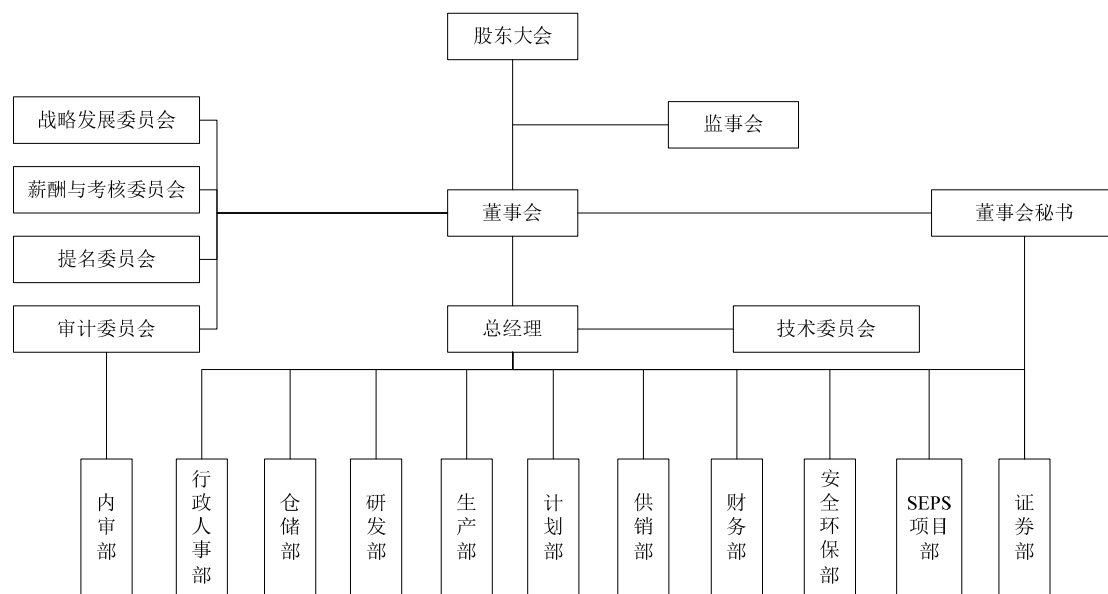 股东大会
战略发展委员会
监事会
薪酬与考核委员会
董事会
董事会秘书
提名委员会
审计委员会
总经理
技术委员会
内审部
行政人事部
仓储部
研发部
生产部
计划部
供销部
财务部
安全环保部
SEPS
项目
部
证券部